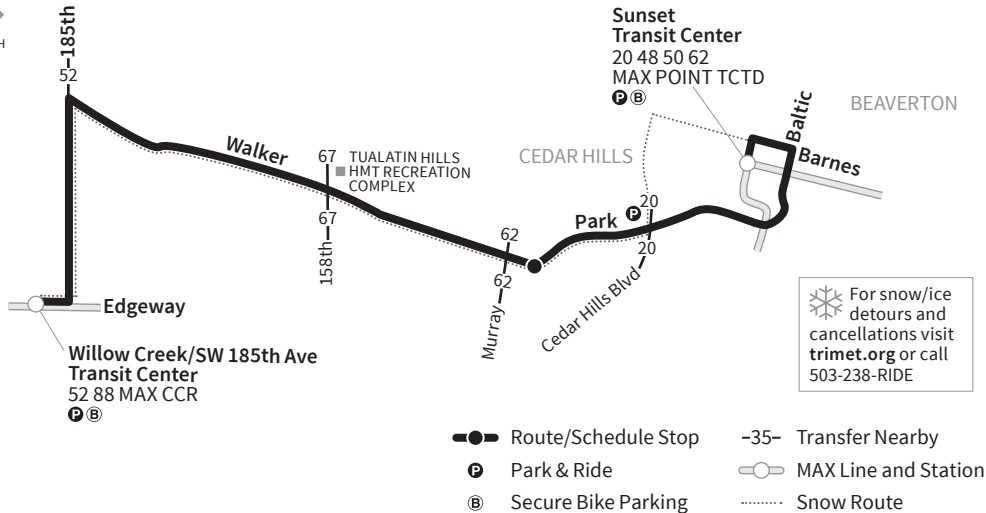 H
185th
52
Walker
67
TUALATIN HILLS
HMT RECREATION
COMPLEX
67
158th
62
62
Murray
Park
P
20
20
Cedar Hills Blvd
CEDAR HILLS
Sunset
Transit Center
20 48 50 62
MAX POINT TCTD
P B
BEAVERTON
Baltic
Barnes
Edgeway
Willow Creek/SW 185th Ave
Transit Center
52 88 MAX CCR
P B
For snow/ice
detours and
cancellations visit
trimet.org or call
503-238-RIDE
Route/Schedule Stop
P Park & Ride
B Secure Bike Parking
–35– Transfer Nearby
MAX Line and Station
Snow Route